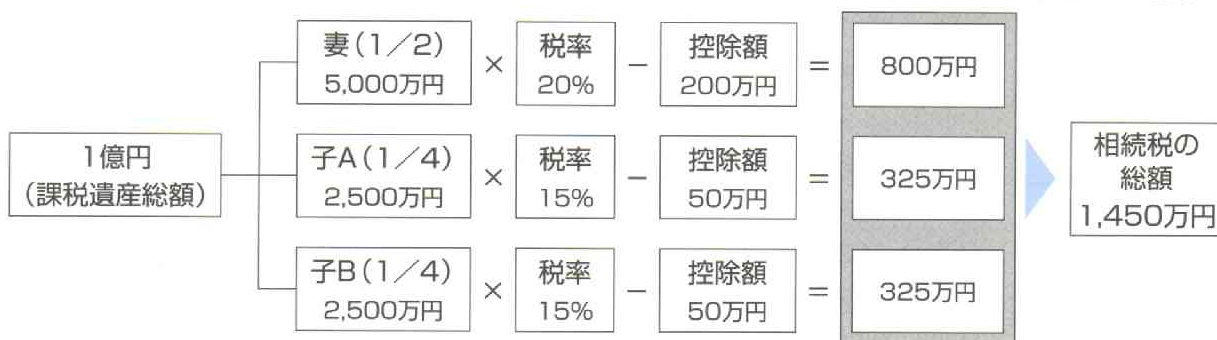 妻(1/2)
5,000万円
×
税率
20%
−
控除額
200万円
=
800万円
1億円
(課税遺産総額)
子A(1/4)
2,500万円
×
税率
15%
−
控除額
50万円
=
325万円
相続税の
総額
1,450万円
子B(1/4)
2,500万円
×
税率
15%
−
控除額
50万円
=
325万円